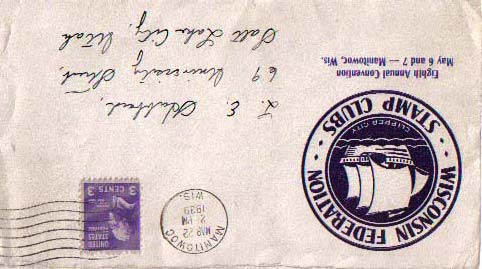 WISCONSIN FEDERATION
STAMP CLUBS
CLIPPER CITY
Eighth Annual Convention
May 6 and 7 — Manitowoc, Wis.
MANITOWOC
MAR 22
2 PM
1939
WIS.
UNITED
STATES
POSTAGE
3 CENTS 3
L. E. Hubbard,
69 University Street,
Salt Lake City, Utah